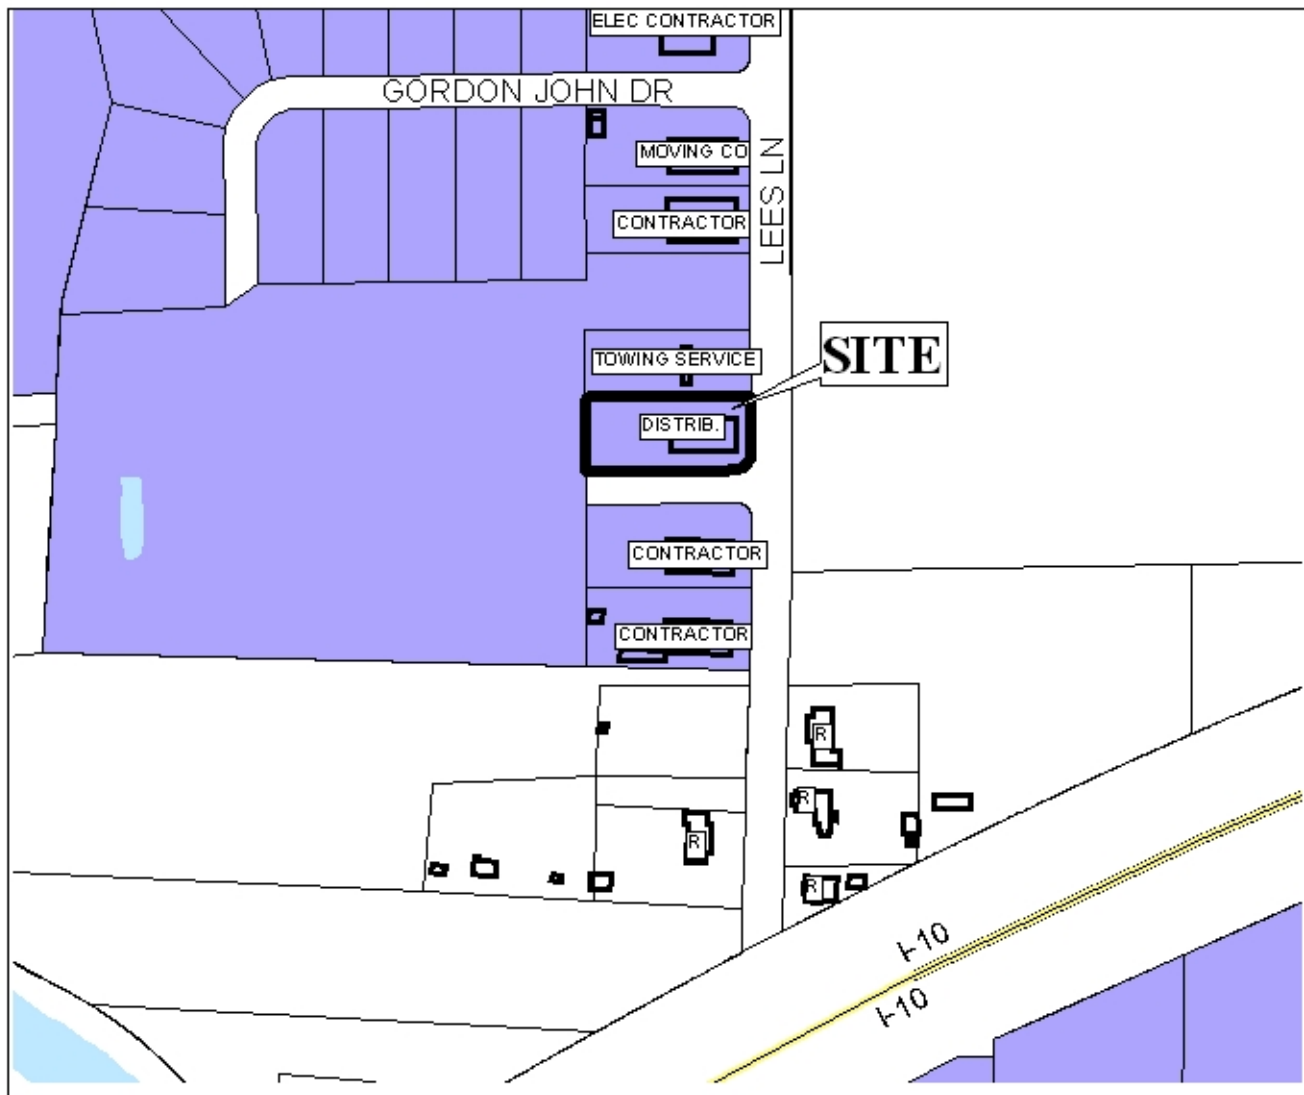 ELEC CONTRACTOR
GORDON JOHN DR
MOVING CO
LEES LN
CONTRACTOR
SITE
TOWING SERVICE
DISTRIB.
CONTRACTOR
CONTRACTOR
R
R
R
R
I-10
I-10